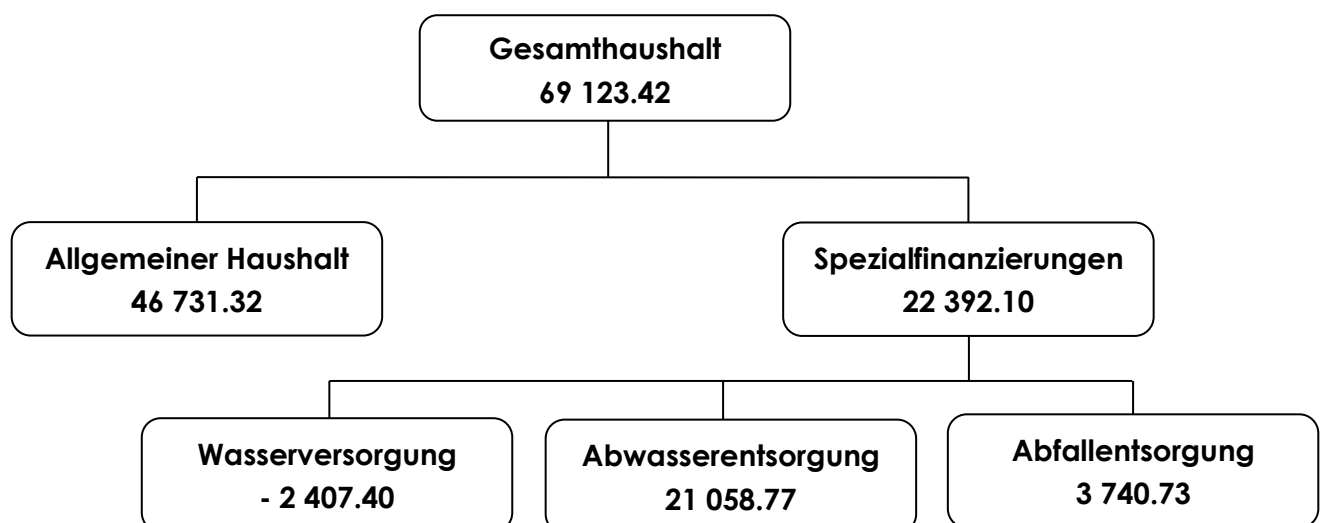 Gesamthaushalt
69 123.42
Allgemeiner Haushalt
46 731.32
Spezialfinanzierungen
22 392.10
Wasserversorgung
- 2 407.40
Abwasserentsorgung
21 058.77
Abfallentsorgung
3 740.73